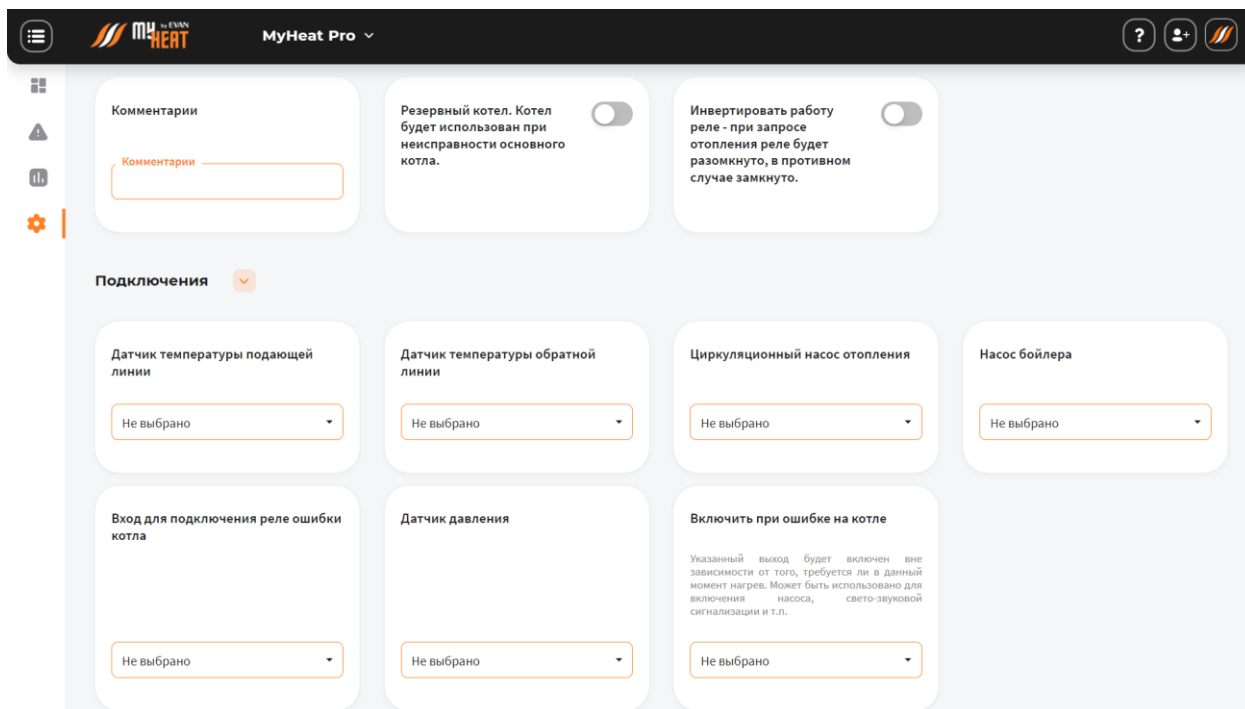 by EVAN
MY HEAT
MyHeat Pro
?
Комментарии
Комментарии
Резервный котел. Котел
будет использован при
неисправности основного
котла.
Инвертировать работу
реле - при запросе
отопления реле будет
разомкнуто, в противном
случае замкнуто.
Подключения
Датчик температуры подающей
линии
Не выбрано
Датчик температуры обратной
линии
Не выбрано
Циркуляционный насос отопления
Не выбрано
Насос бойлера
Не выбрано
Вход для подключения реле ошибки
котла
Не выбрано
Датчик давления
Не выбрано
Включить при ошибке на котле
Указанный выход будет включен вне
зависимости от того, требуется ли в данный
момент нагрев. Может быть использовано для
включения насоса, свето-звуковой
сигнализации и т.п.
Не выбрано